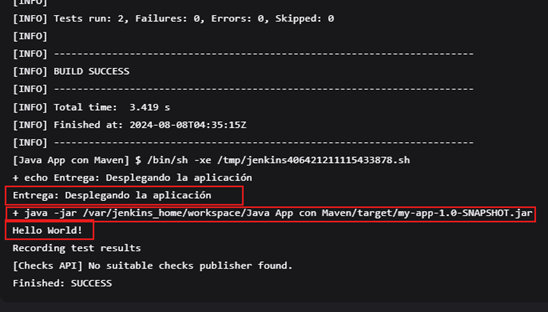 [INFO]
[INFO] Tests run: 2, Failures: 0, Errors: 0, Skipped: 0
[INFO]
[INFO] ------------------------------------------------------------------------
[INFO] BUILD SUCCESS
[INFO] ------------------------------------------------------------------------
[INFO] Total time:  3.419 s
[INFO] Finished at: 2024-08-08T04:35:15Z
[INFO] ------------------------------------------------------------------------
[Java App con Maven] $ /bin/sh -xe /tmp/jenkins406421211115433878.sh
+ echo Entrega: Desplegando la aplicación
Entrega: Desplegando la aplicación
+ java -jar /var/jenkins_home/workspace/Java App con Maven/target/my-app-1.0-SNAPSHOT.jar
Hello World!
Recording test results
[Checks API] No suitable checks publisher found.
Finished: SUCCESS